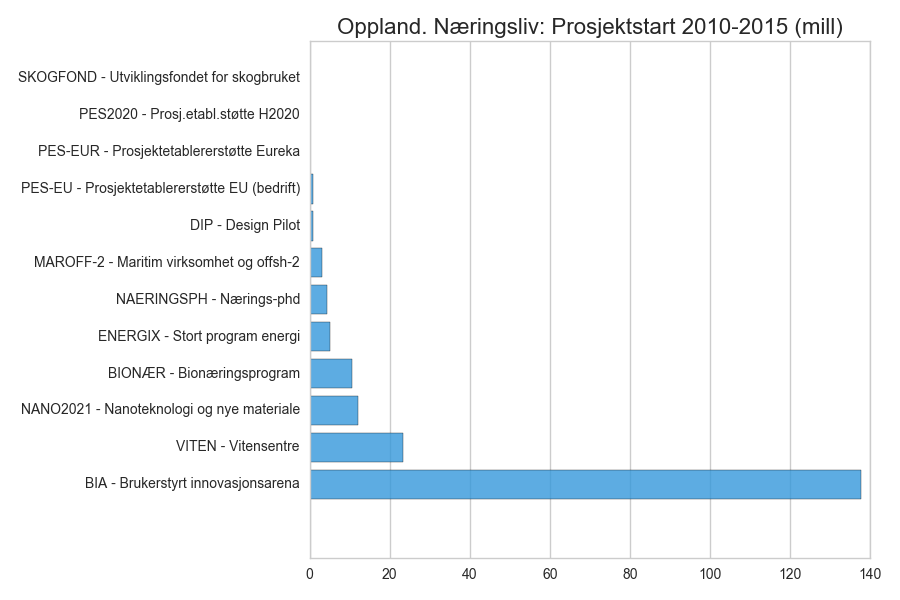 Oppland. Næringsliv: Prosjektstart 2010-2015 (mill)
SKOGFOND - Utviklingsfondet for skogbruket
PES2020 - Prosj.etabl.støtte H2020
PES-EUR - Prosjektetablererstøtte Eureka
PES-EU - Prosjektetablererstøtte EU (bedrift)
DIP - Design Pilot
MAROFF-2 - Maritim virksomhet og offsh-2
NAERINGSPH - Nærings-phd
ENERGIX - Stort program energi
BIONÆR - Bionæringsprogram
NANO2021 - Nanoteknologi og nye materiale
VITEN - Vitensentre
BIA - Brukerstyrt innovasjonsarena
0 20 40 60 80 100 120 140